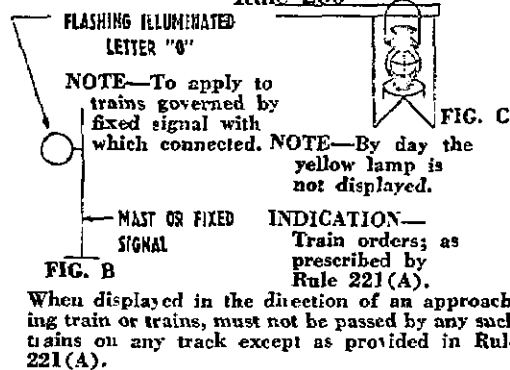 FLASHING ILLUMINATED
LETTER "O"
NOTE—To apply to
trains governed by
fixed signal with
which connected.
MAST OR FIXED
SIGNAL
FIG. B
FIG. C
NOTE—By day the
yellow lamp is
not displayed.
INDICATION—
Train orders; as
prescribed by
Rule 221(A).
When displayed in the direction of an approach-
ing train or trains, must not be passed by any such
trains on any track except as provided in Rule
221(A).